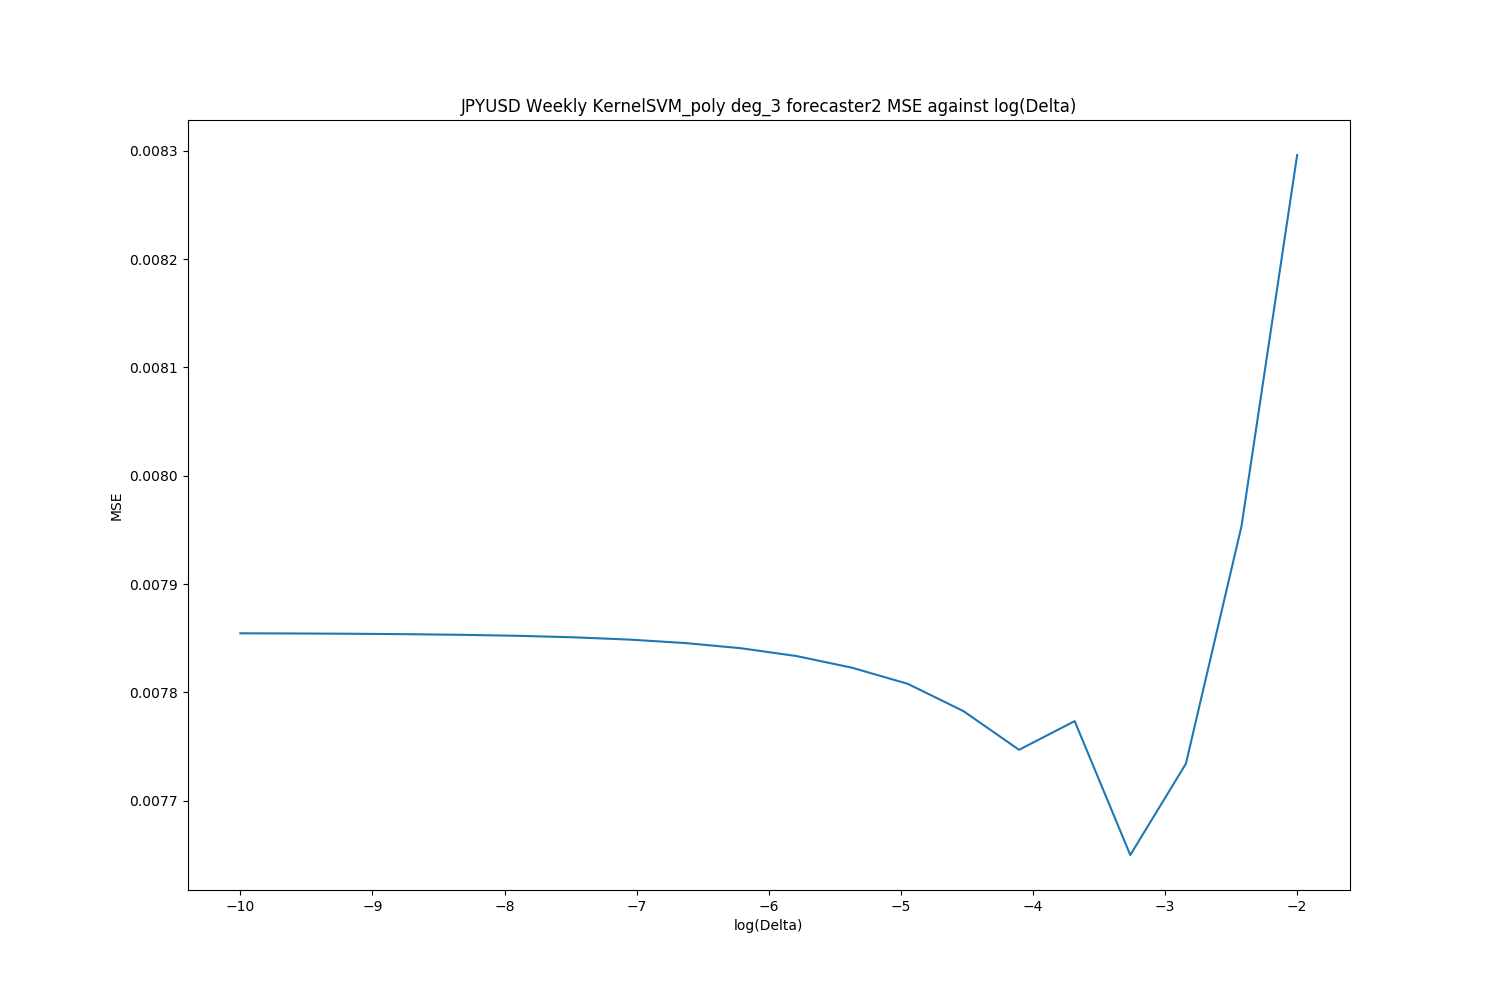 JPYUSD Weekly KernelSVM_poly deg_3 forecaster2 MSE against log(Delta)
0.0083
0.0082
0.0081
0.0080
0.0079
0.0078
0.0077
MSE
−10 −9 −8 −7 −6 −5 −4 −3 −2
log(Delta)